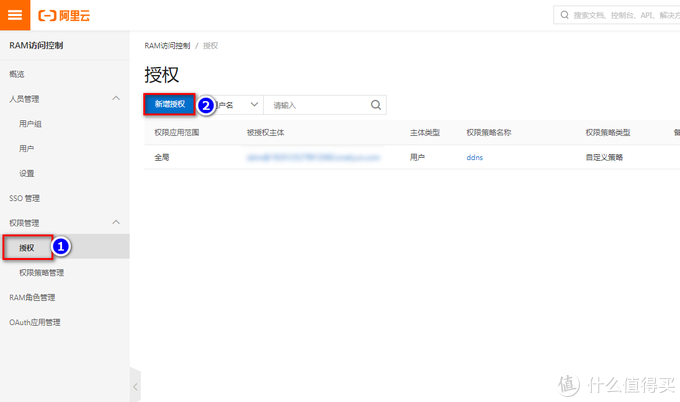 阿里云
搜索文档、控制台、API、解决方
RAM访问控制
RAM访问控制 / 授权
概览
人员管理
用户组
用户
设置
SSO 管理
权限管理
授权
1
权限策略管理
RAM角色管理
OAuth应用管理
授权
新增授权
2
户名
请输入
权限应用范围 被授权主体 主体类型 权限策略名称 权限策略类型 备
全局 用户 ddns 自定义策略
值 什么值得买